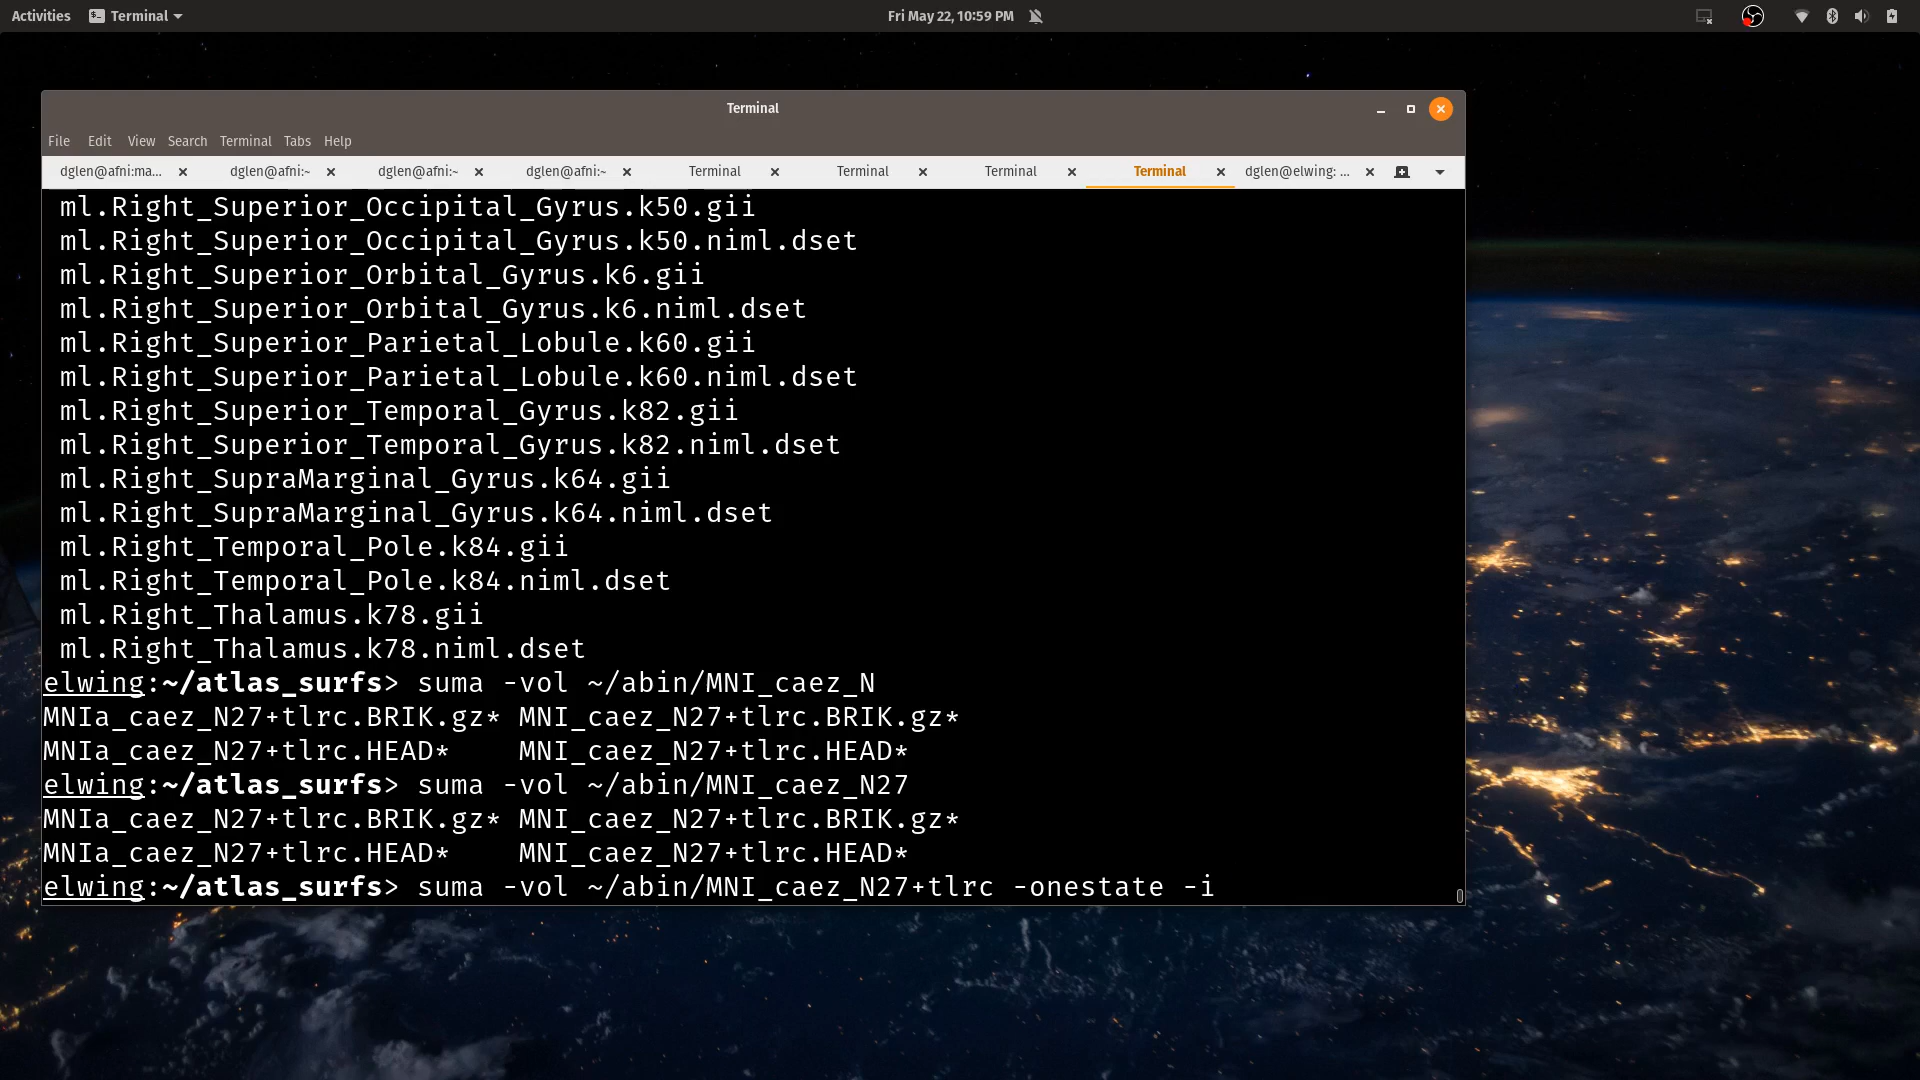 Activities Terminal Fri May 22, 10:59 PM
Terminal
File Edit View Search Terminal Tabs Help
dglen@afni:ma... dglen@afni:~ dglen@afni:~ dglen@afni:~ Terminal Terminal Terminal Terminal dglen@elwing: ...
ml.Right_Superior_Occipital_Gyrus.k50.gii
ml.Right_Superior_Occipital_Gyrus.k50.niml.dset
ml.Right_Superior_Orbital_Gyrus.k6.gii
ml.Right_Superior_Orbital_Gyrus.k6.niml.dset
ml.Right_Superior_Parietal_Lobule.k60.gii
ml.Right_Superior_Parietal_Lobule.k60.niml.dset
ml.Right_Superior_Temporal_Gyrus.k82.gii
ml.Right_Superior_Temporal_Gyrus.k82.niml.dset
ml.Right_SupraMarginal_Gyrus.k64.gii
ml.Right_SupraMarginal_Gyrus.k64.niml.dset
ml.Right_Temporal_Pole.k84.gii
ml.Right_Temporal_Pole.k84.niml.dset
ml.Right_Thalamus.k78.gii
ml.Right_Thalamus.k78.niml.dset
elwing:~/atlas_surfs> suma -vol ~/abin/MNI_caez_N
MNIa_caez_N27+tlrc.BRIK.gz* MNI_caez_N27+tlrc.BRIK.gz*
MNIa_caez_N27+tlrc.HEAD* MNI_caez_N27+tlrc.HEAD*
elwing:~/atlas_surfs> suma -vol ~/abin/MNI_caez_N27
MNIa_caez_N27+tlrc.BRIK.gz* MNI_caez_N27+tlrc.BRIK.gz*
MNIa_caez_N27+tlrc.HEAD* MNI_caez_N27+tlrc.HEAD*
elwing:~/atlas_surfs> suma -vol ~/abin/MNI_caez_N27+tlrc -onestate -i